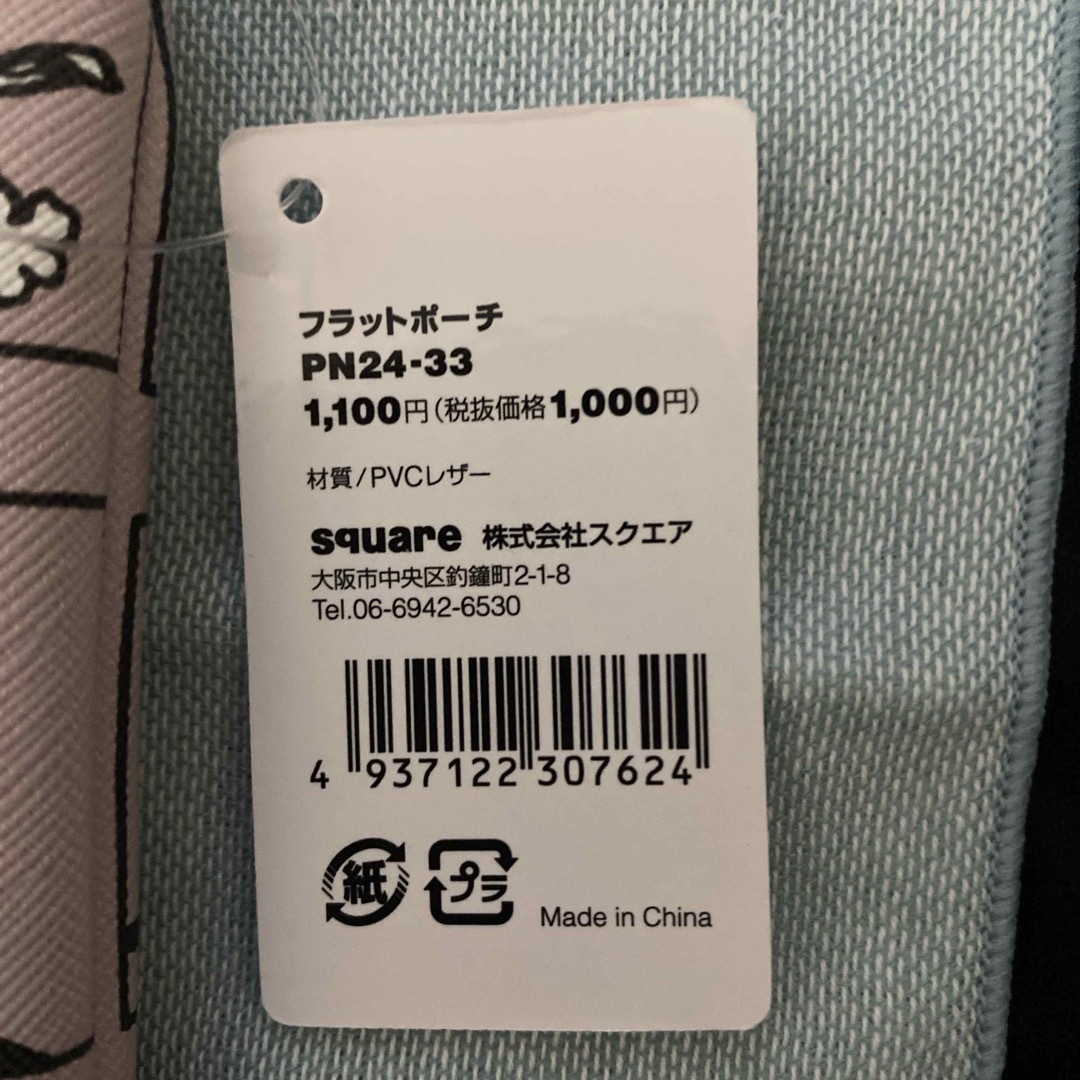 フラットポーチ
PN24-33
1,100円(税抜価格1,000円)
材質/PVCレザー
square 株式会社スクエア
大阪市中央区釣鐘町2-1-8
Tel.06-6942-6530
4 937122 307624
紙 プラ Made in China